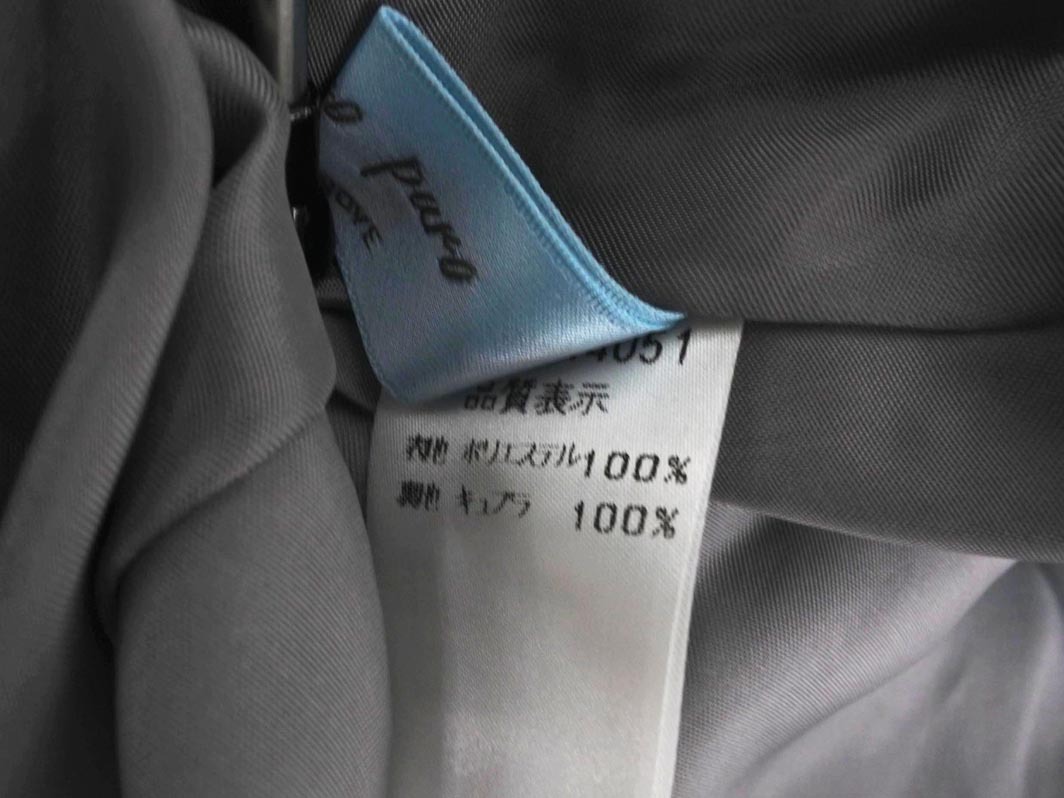 puro
4051
品質表示
表地 ポリエステル100%
裏地 キュプラ 100%